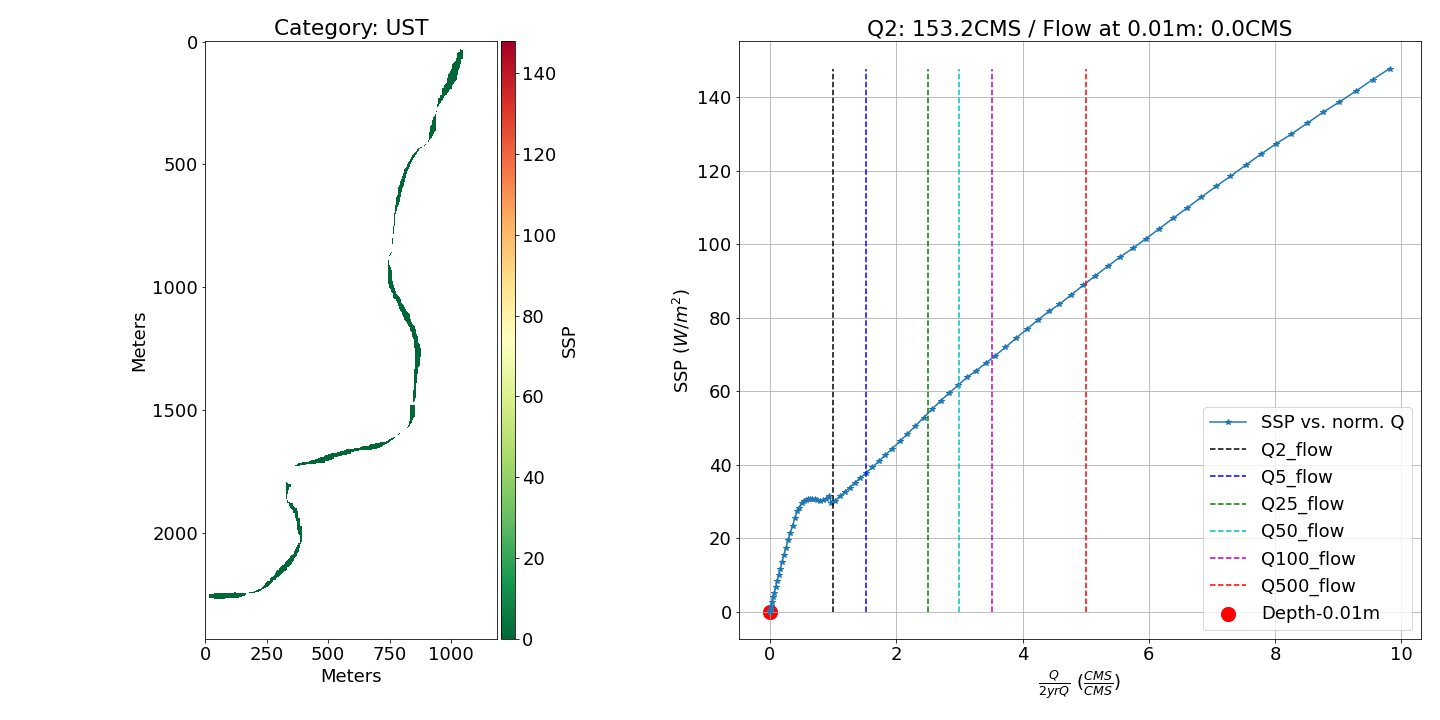 Category: UST
0
500
1000
1500
2000
Meters
0 250 500 750 1000
Meters
140
120
100
80
60
40
20
0
SSP
Q2: 153.2CMS / Flow at 0.01m: 0.0CMS
140
120
100
80
60
40
20
0
SSP (W/m²)
0 2 4 6 8 10
Q/2yrQ (CMS/CMS)
SSP vs. norm. Q
Q2_flow
Q5_flow
Q25_flow
Q50_flow
Q100_flow
Q500_flow
Depth-0.01m